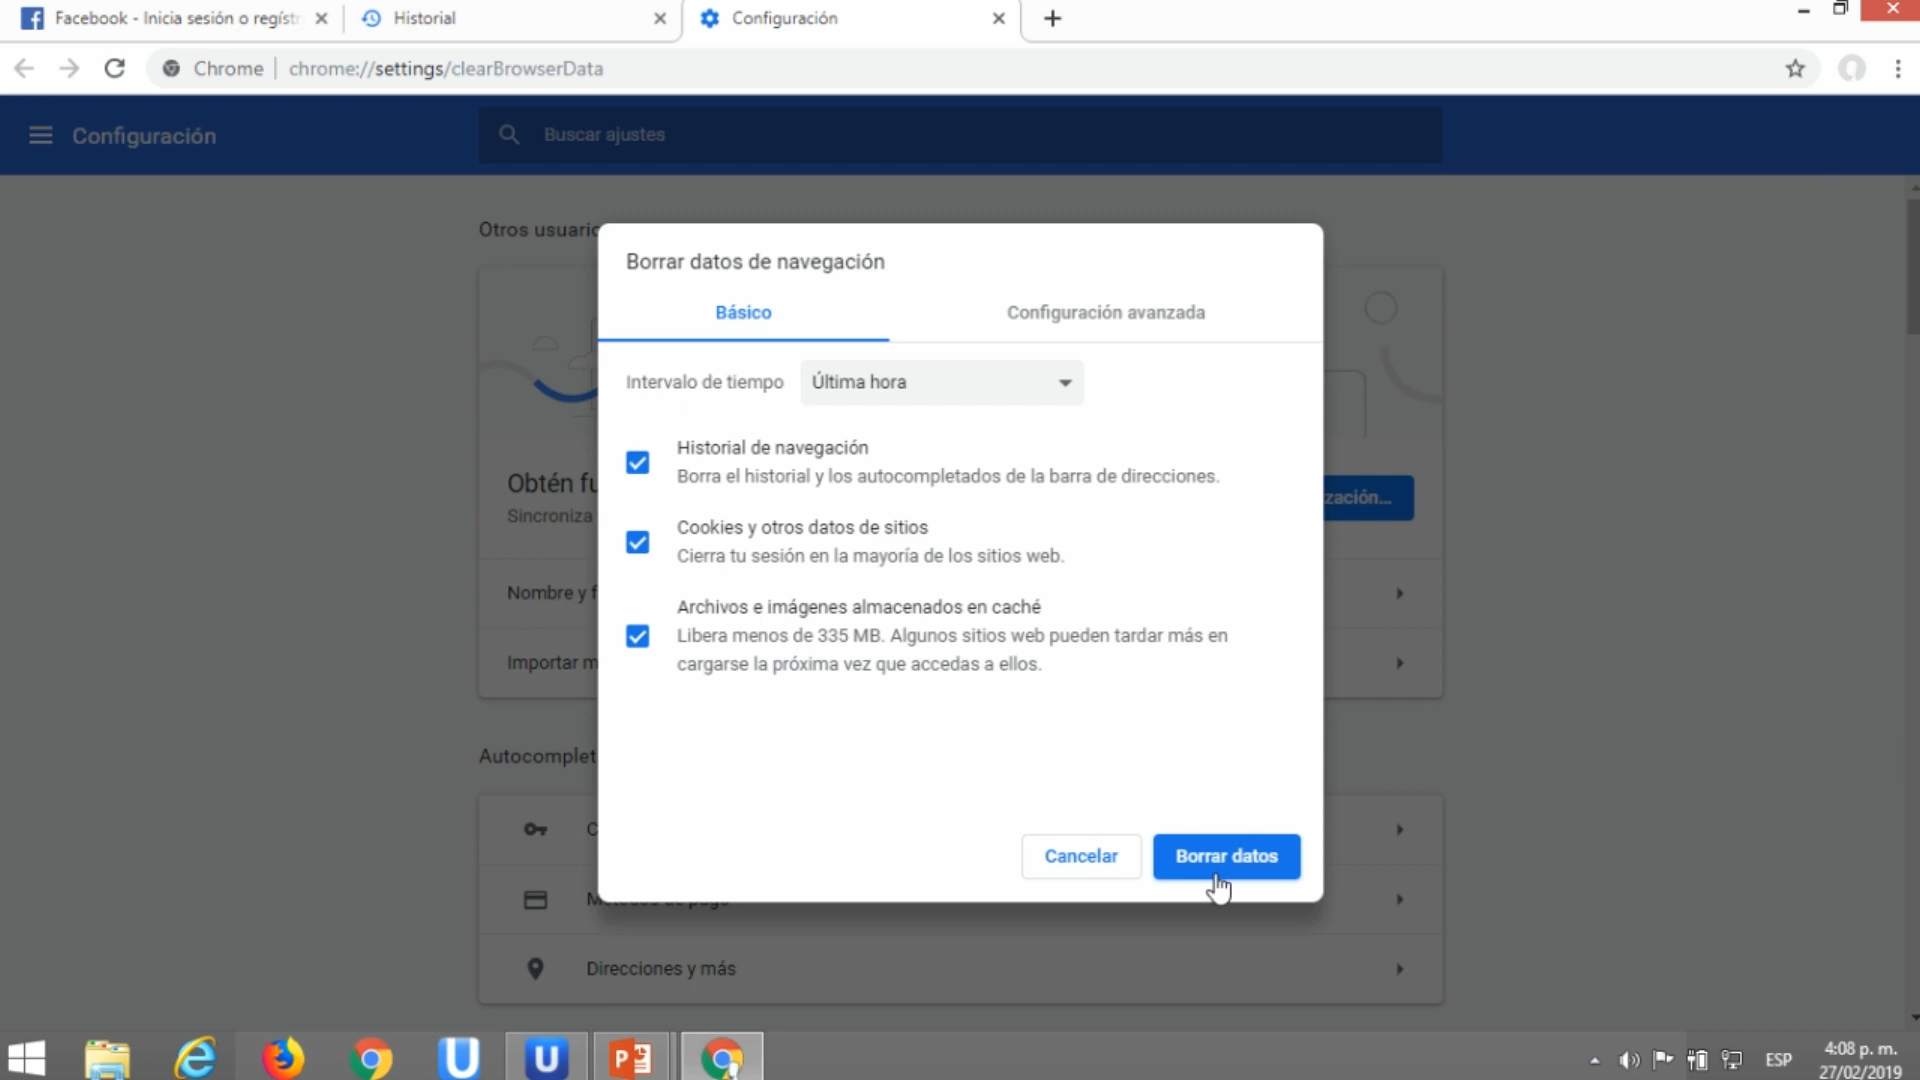 Facebook - Inicia sesión o regístr
Historial
Configuración
Chrome
chrome://settings/clearBrowserData
Configuración
Buscar ajustes
Otros usuario
Borrar datos de navegación
Básico
Configuración avanzada
Intervalo de tiempo
Última hora
Historial de navegación
Borra el historial y los autocompletados de la barra de direcciones.
Obtén fu
zación...
Sincroniza
Cookies y otros datos de sitios
Cierra tu sesión en la mayoría de los sitios web.
Nombre y f
Archivos e imágenes almacenados en caché
Libera menos de 335 MB. Algunos sitios web pueden tardar más en
cargarse la próxima vez que accedas a ellos.
Importar m
Autocomplet
C
Cancelar
Borrar datos
Métodos de pago
Direcciones y más
ESP
4:08 p. m.
27/02/2019